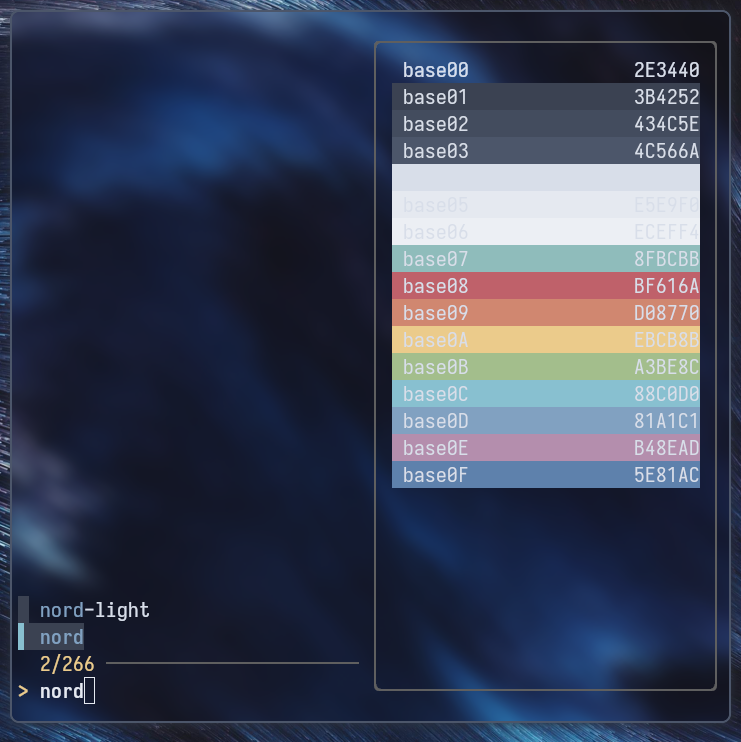 base00 2E3440
base01 3B4252
base02 434C5E
base03 4C566A
base05 E5E9F0
base06 ECEFF4
base07 8FBCBB
base08 BF616A
base09 D08770
base0A EBCB8B
base0B A3BE8C
base0C 88C0D0
base0D 81A1C1
base0E B48EAD
base0F 5E81AC
nord-light
nord
2/266
> nord